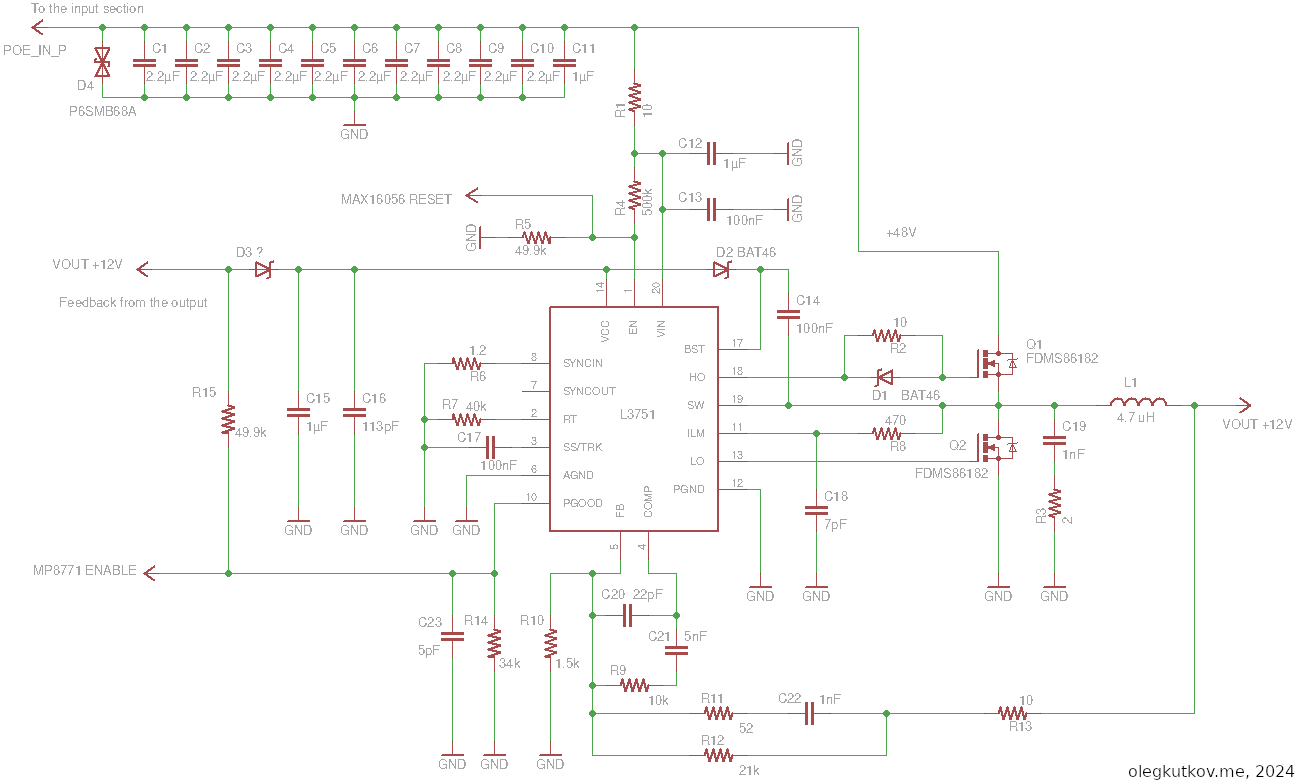 To the input section
POE_IN_P
C1 C2 C3 C4 C5 C6 C7 C8 C9 C10 C11
2.2µF 2.2µF 2.2µF 2.2µF 2.2µF 2.2µF 2.2µF 2.2µF 2.2µF 2.2µF 1µF
D4
P6SMB68A
GND
R1
10
C12
1µF
GND
MAX16056 RESET
R4
500k
C13
100nF
GND
R5
49.9k
GND
+48V
VOUT +12V
D3 ?
D2 BAT46
Feedback from the output
14
1
20
VCC
EN
VIN
C14
100nF
10
R2
Q1
FDMS86182
BST
17
HO
18
D1 BAT46
SW
19
ILM
11
LO
13
PGND
12
L3751
1.2
R6
8
SYNCIN
7
SYNCOUT
R7 40k
2
RT
C17
100nF
3
SS/TRK
6
AGND
10
PGOOD
FB
COMP
5
4
R15
49.9k
C15
1µF
C16
113pF
GND GND GND GND
470
R8
Q2
FDMS86182
L1
4.7 uH
VOUT +12V
C19
1nF
R3
2
C18
7pF
GND GND GND GND
MP8771 ENABLE
C23
5pF
R14
34k
R10
1.5k
C20 22pF
C21 5nF
R9
10k
R11
52
C22 1nF
10
R13
R12
21k
GND GND GND
olegkutkov.me, 2024